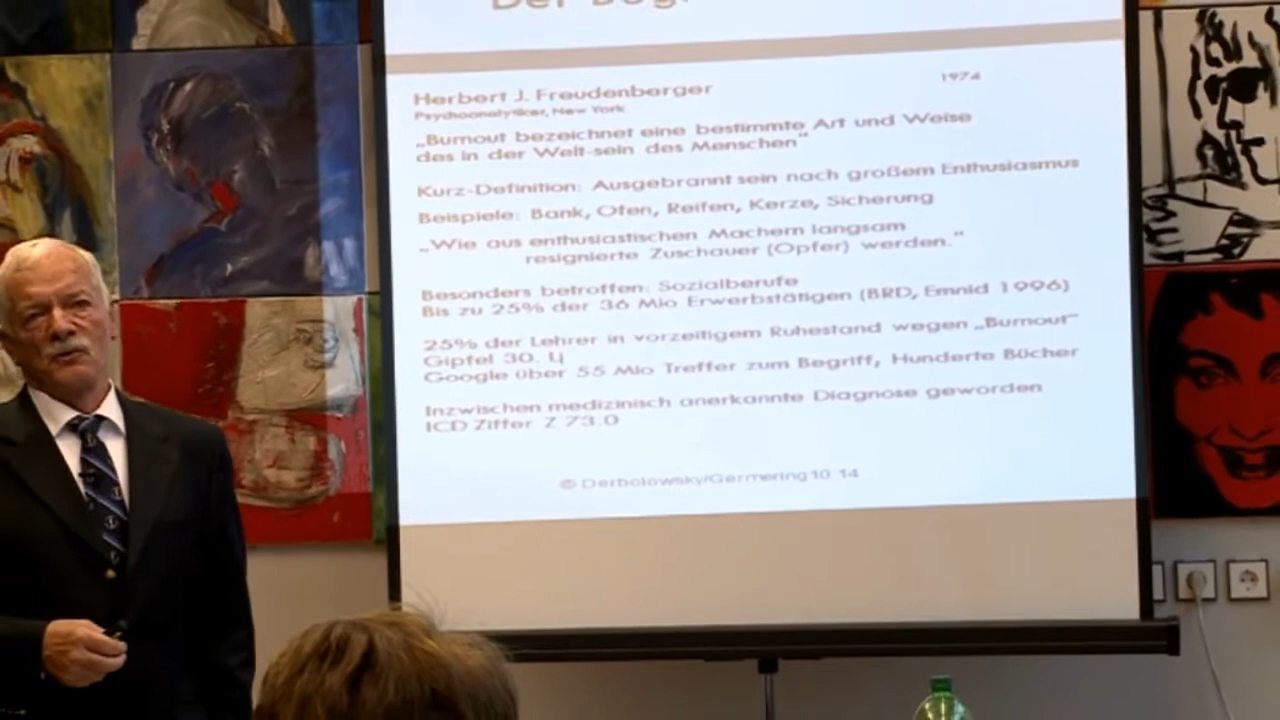 Herbert J. Freudenberger 1974
Psychoanalytiker, New York
„Burnout bezeichnet eine bestimmte Art und Weise
des in der Welt-sein des Menschen“
Kurz-Definition: Ausgebrannt sein nach großem Enthusiasmus
Beispiele: Bank, Ofen, Reifen, Kerze, Sicherung
„Wie aus enthusiastischen Machern langsam
resignierte Zuschauer (Opfer) werden.“
Besonders betroffen: Sozialberufe
Bis zu 25% der 36 Mio Erwerbstätigen (BRD, Emnid 1996)
25% der Lehrer in vorzeitigem Ruhestand wegen „Burnout“
Gipfel 30. Lj
Google über 55 Mio Treffer zum Begriff, Hunderte Bücher
Inzwischen medizinisch anerkannte Diagnose geworden
ICD Ziffer Z 73.0
© Derbolowsky/Germering10 14